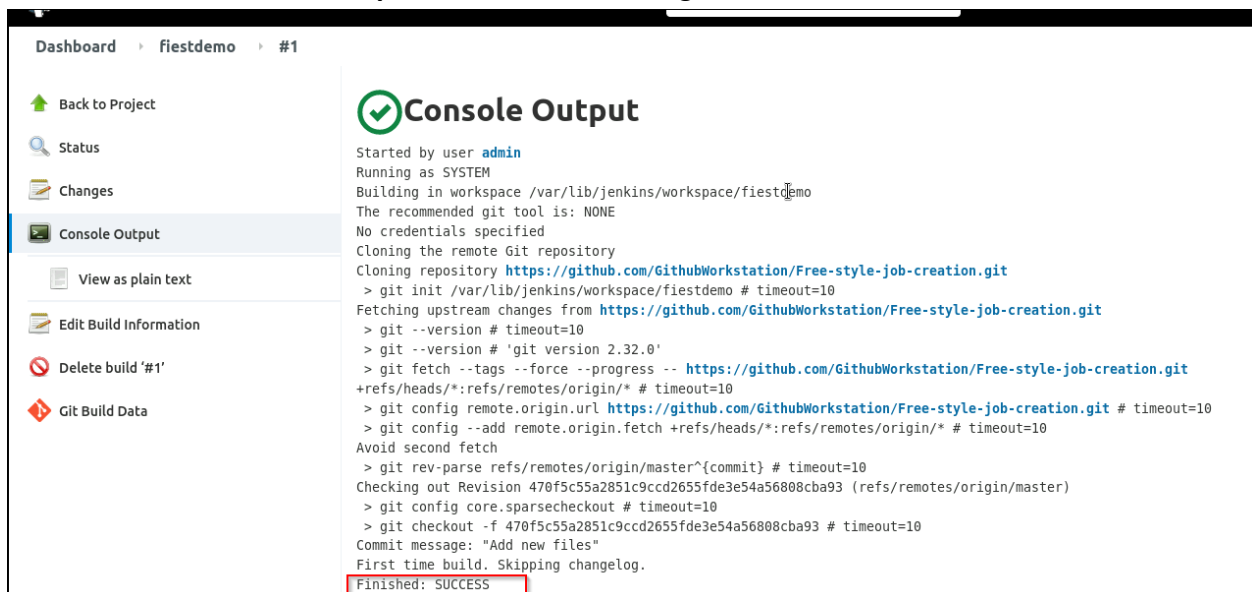 Dashboard fiestdemo #1
Back to Project
Status
Changes
Console Output
View as plain text
Edit Build Information
Delete build ‘#1’
Git Build Data
Console Output
Started by user admin
Running as SYSTEM
Building in workspace /var/lib/jenkins/workspace/fiestdemo
The recommended git tool is: NONE
No credentials specified
Cloning the remote Git repository
Cloning repository https://github.com/GithubWorkstation/Free-style-job-creation.git
> git init /var/lib/jenkins/workspace/fiestdemo # timeout=10
Fetching upstream changes from https://github.com/GithubWorkstation/Free-style-job-creation.git
> git --version # timeout=10
> git --version # 'git version 2.32.0'
> git fetch --tags --force --progress -- https://github.com/GithubWorkstation/Free-style-job-creation.git
+refs/heads/*:refs/remotes/origin/* # timeout=10
> git config remote.origin.url https://github.com/GithubWorkstation/Free-style-job-creation.git # timeout=10
> git config --add remote.origin.fetch +refs/heads/*:refs/remotes/origin/* # timeout=10
Avoid second fetch
> git rev-parse refs/remotes/origin/master^{commit} # timeout=10
Checking out Revision 470f5c55a2851c9ccd2655fde3e54a56808cba93 (refs/remotes/origin/master)
> git config core.sparsecheckout # timeout=10
> git checkout -f 470f5c55a2851c9ccd2655fde3e54a56808cba93 # timeout=10
Commit message: "Add new files"
First time build. Skipping changelog.
Finished: SUCCESS